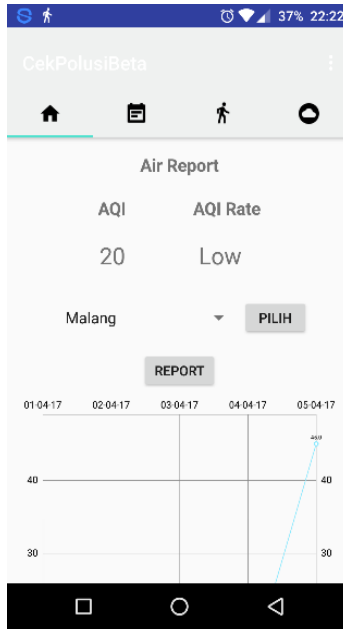 37% 22:22
CekPolusiBeta
Air Report
AQI AQI Rate
20 Low
Malang PILIH
REPORT
01-04-17 02-04-17 03-04-17 04-04-17 05-04-17
40 40
30 30